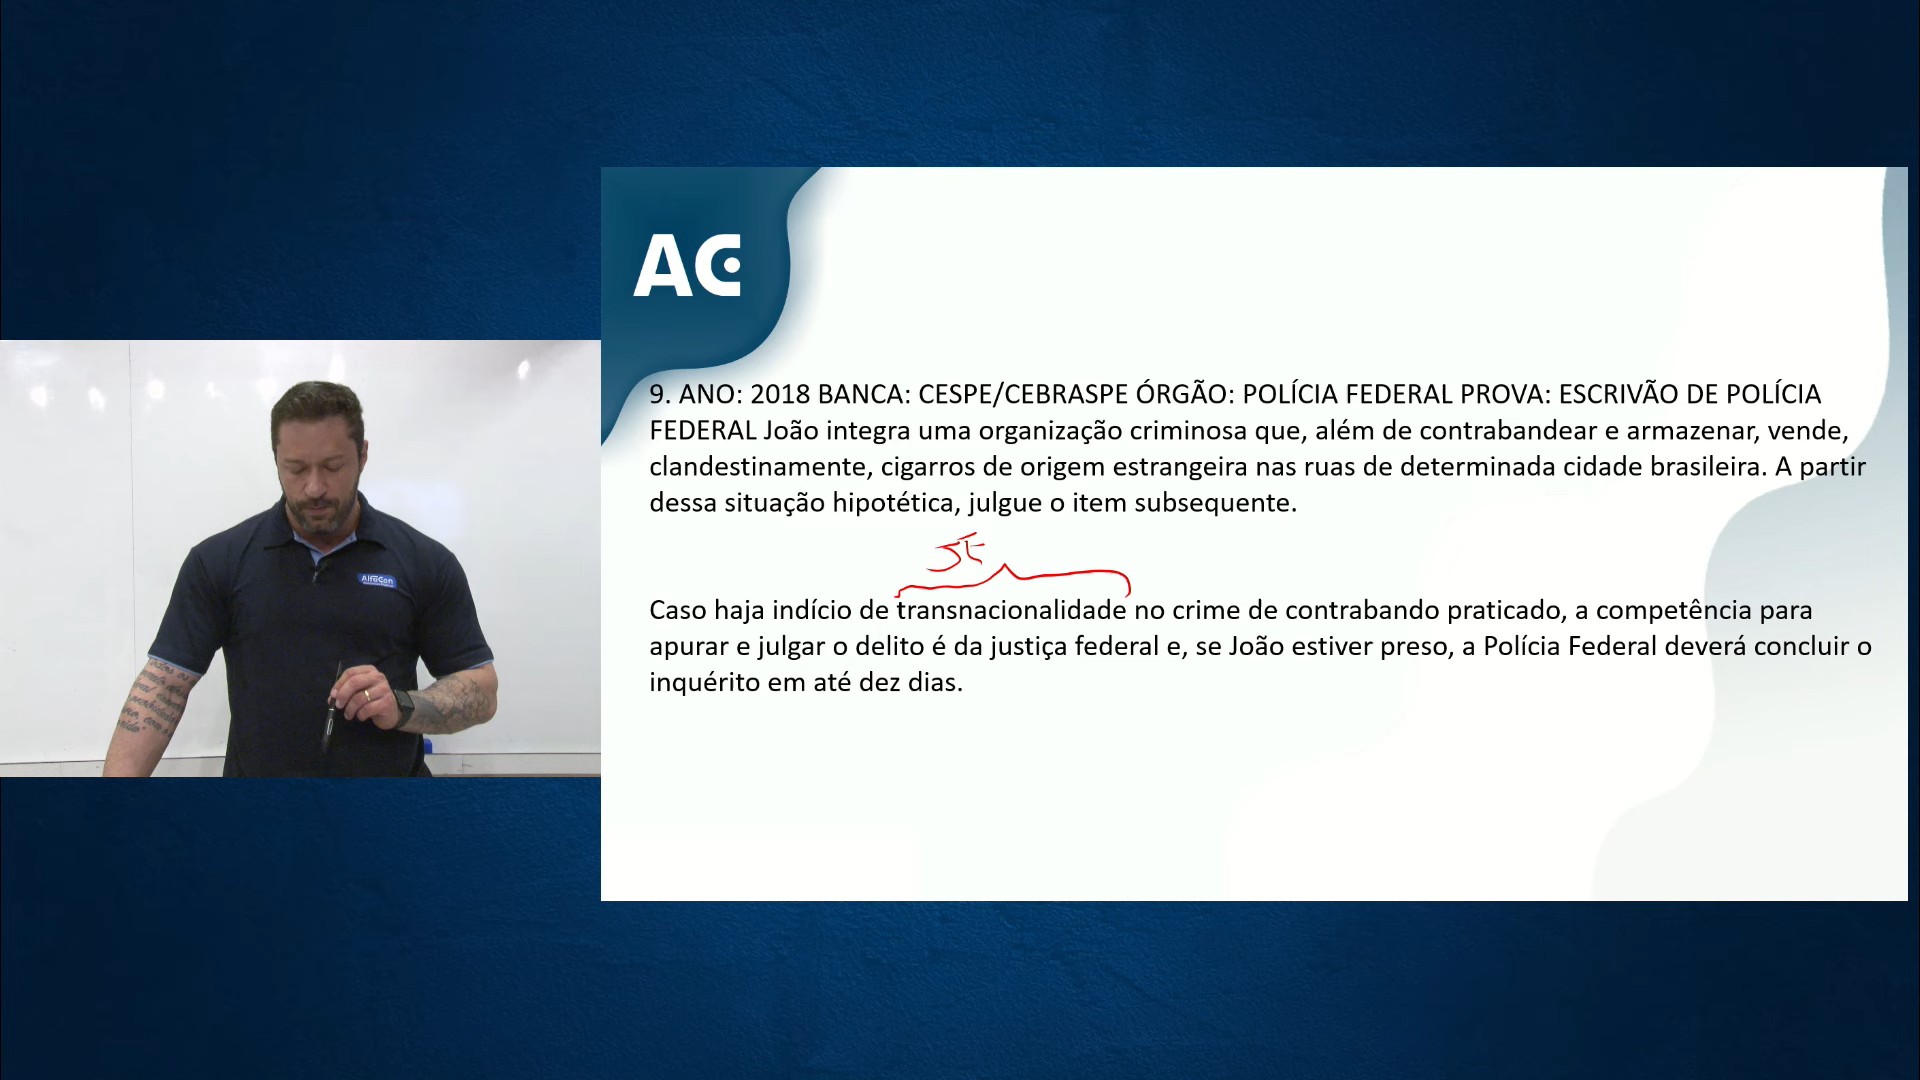 AC
9. ANO: 2018 BANCA: CESPE/CEBRASPE ÓRGÃO: POLÍCIA FEDERAL PROVA: ESCRIVÃO DE POLÍCIA
FEDERAL João integra uma organização criminosa que, além de contrabandear e armazenar, vende,
clandestinamente, cigarros de origem estrangeira nas ruas de determinada cidade brasileira. A partir
dessa situação hipotética, julgue o item subsequente.
JF
Caso haja indício de transnacionalidade no crime de contrabando praticado, a competência para
apurar e julgar o delito é da justiça federal e, se João estiver preso, a Polícia Federal deverá concluir o
inquérito em até dez dias.
AlfaCon